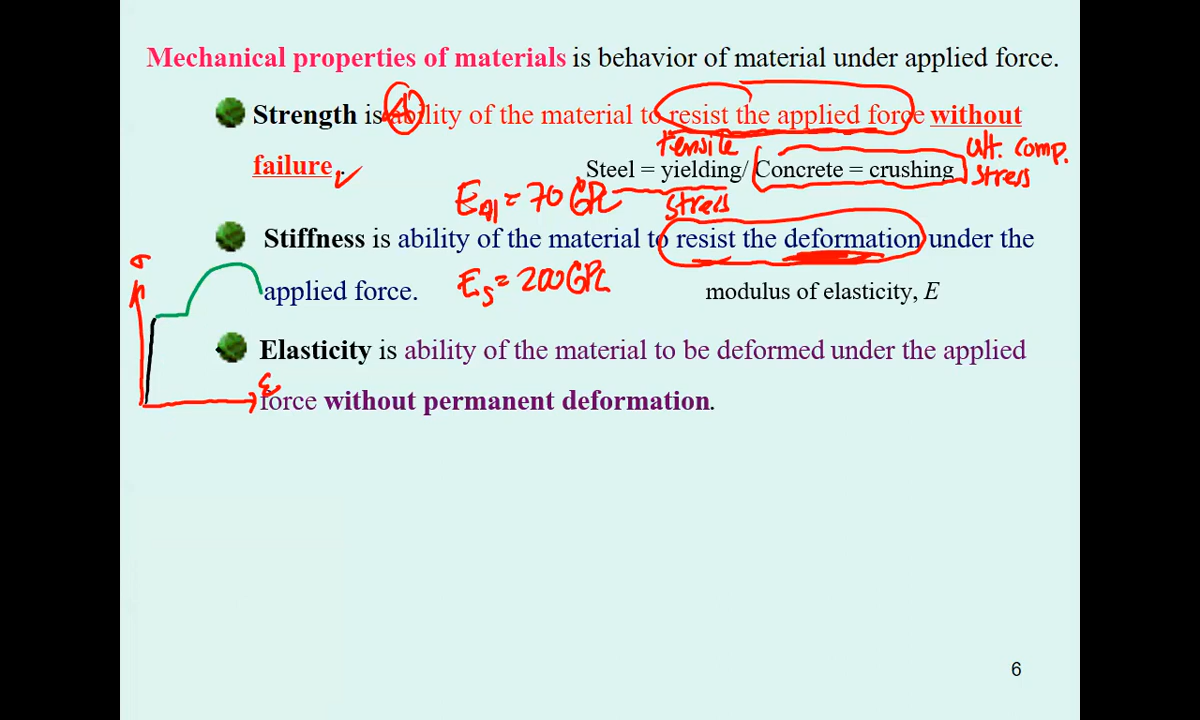 Mechanical properties of materials is behavior of material under applied force.
Strength is ability of the material to resist the applied force without
tensile
ult. comp.
failure.
Steel = yielding/ Concrete = crushing
stress
E_al = 70 GPa
stress
Stiffness is ability of the material to resist the deformation under the
σ
applied force.
E_s = 200 GPa
modulus of elasticity, E
Elasticity is ability of the material to be deformed under the applied
ε
force without permanent deformation.
6